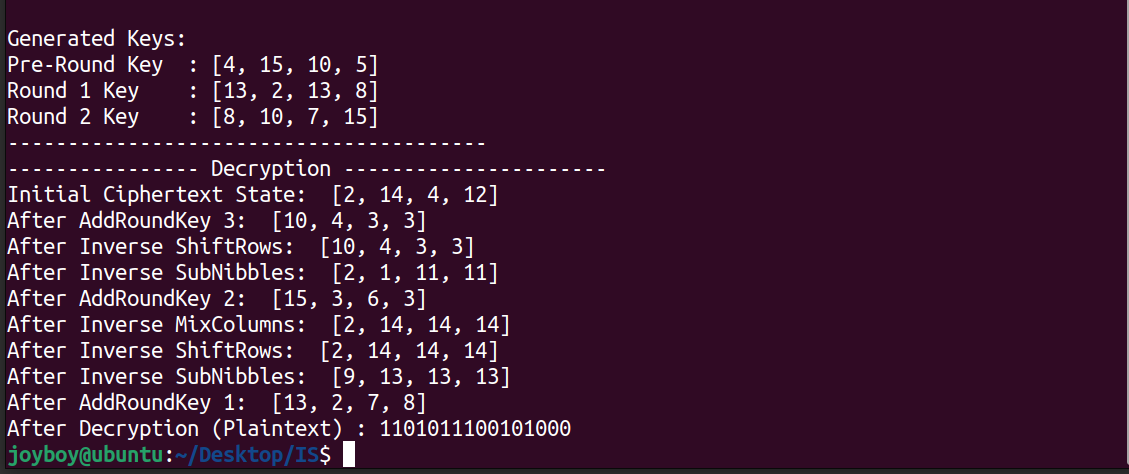 Generated Keys:
Pre-Round Key  : [4, 15, 10, 5]
Round 1 Key    : [13, 2, 13, 8]
Round 2 Key    : [8, 10, 7, 15]
----------------------------------------
---------------- Decryption ----------------------
Initial Ciphertext State:  [2, 14, 4, 12]
After AddRoundKey 3:  [10, 4, 3, 3]
After Inverse ShiftRows:  [10, 4, 3, 3]
After Inverse SubNibbles:  [2, 1, 11, 11]
After AddRoundKey 2:  [15, 3, 6, 3]
After Inverse MixColumns:  [2, 14, 14, 14]
After Inverse ShiftRows:  [2, 14, 14, 14]
After Inverse SubNibbles:  [9, 13, 13, 13]
After AddRoundKey 1:  [13, 2, 7, 8]
After Decryption (Plaintext) : 1101011100101000
joyboy@ubuntu:~/Desktop/IS$